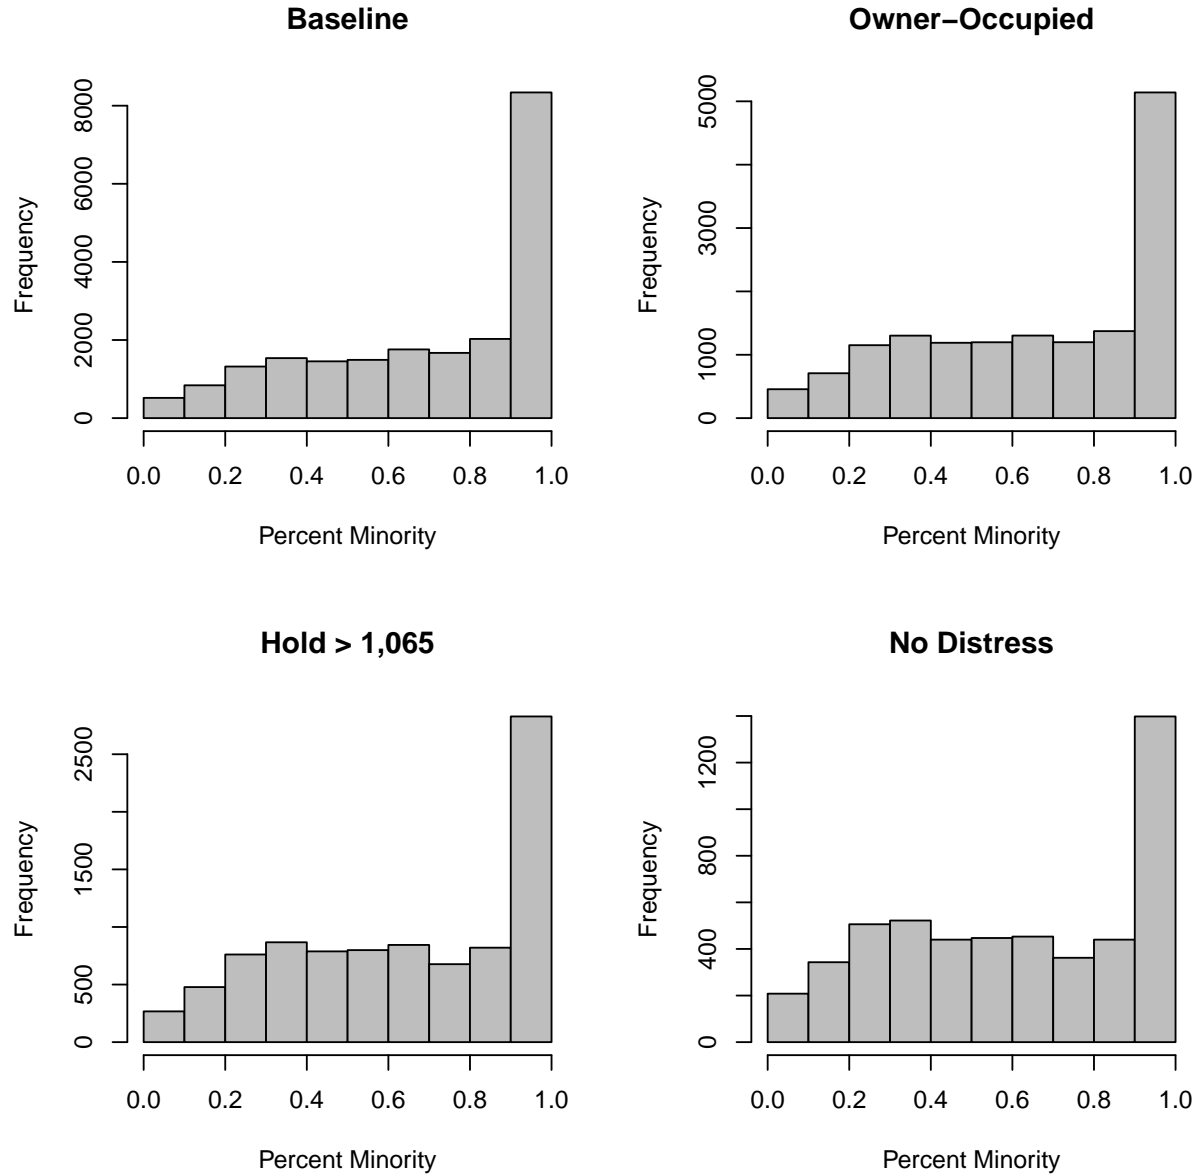 Baseline
Frequency
8000
6000
4000
2000
0
0.0 0.2 0.4 0.6 0.8 1.0
Percent Minority
Owner−Occupied
Frequency
5000
3000
1000
0
0.0 0.2 0.4 0.6 0.8 1.0
Percent Minority
Hold > 1,065
Frequency
2500
1500
500
0
0.0 0.2 0.4 0.6 0.8 1.0
Percent Minority
No Distress
Frequency
1200
800
400
0
0.0 0.2 0.4 0.6 0.8 1.0
Percent Minority